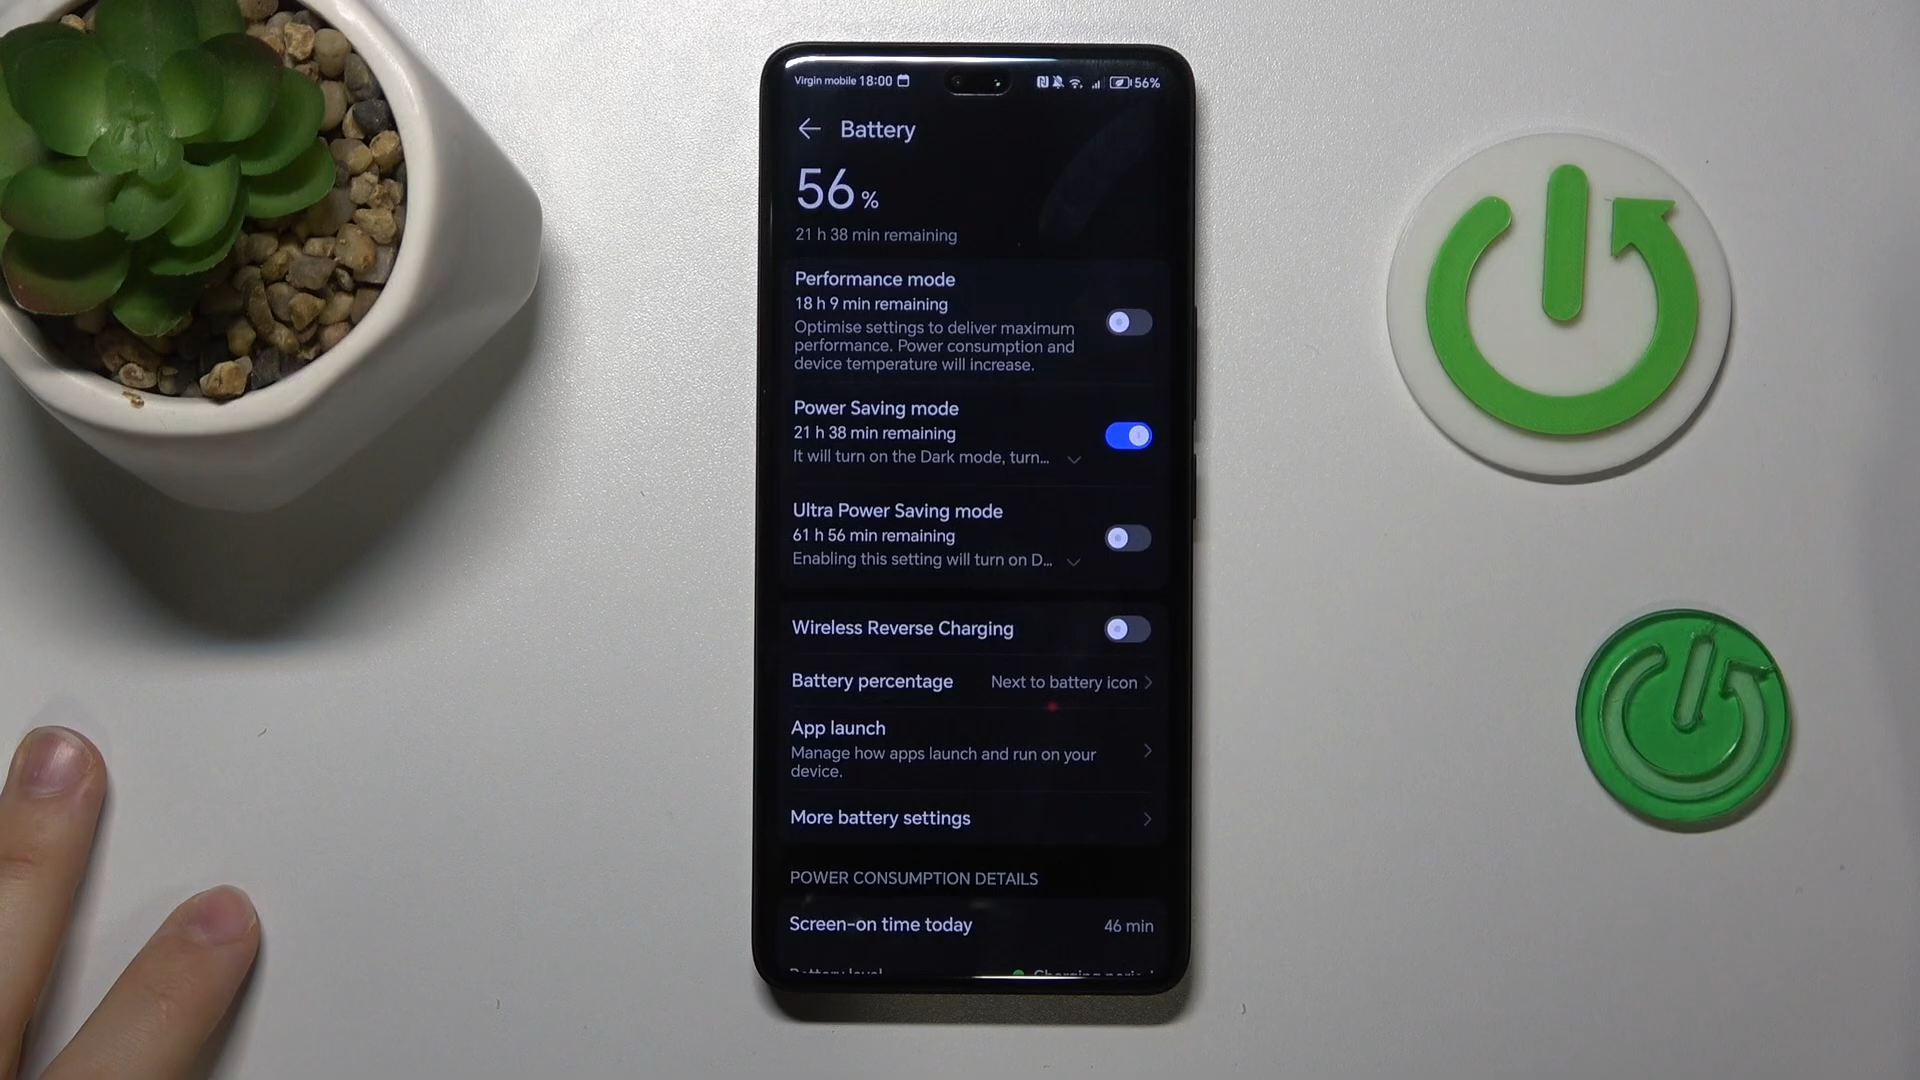 Virgin mobile 18:00
56%
Battery
56 %
21 h 38 min remaining
Performance mode
18 h 9 min remaining
Optimise settings to deliver maximum
performance. Power consumption and
device temperature will increase.
Power Saving mode
21 h 38 min remaining
It will turn on the Dark mode, turn...
Ultra Power Saving mode
61 h 56 min remaining
Enabling this setting will turn on D...
Wireless Reverse Charging
Battery percentage Next to battery icon
App launch
Manage how apps launch and run on your
device.
More battery settings
POWER CONSUMPTION DETAILS
Screen-on time today 46 min